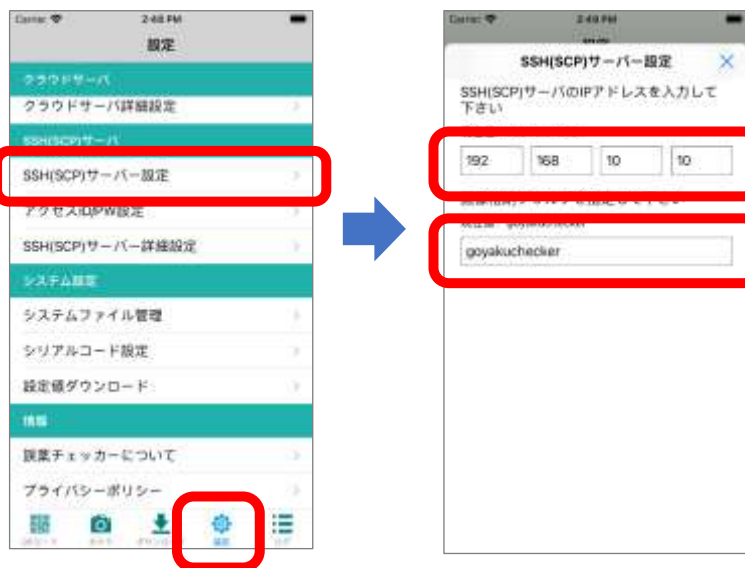 Carrier 2:48 PM
設定
クラウドサーバ
クラウドサーバ詳細設定
SSH(SCP)サーバ
SSH(SCP)サーバー設定
アクセスID/PW設定
SSH(SCP)サーバー詳細設定
システム設定
システムファイル管理
シリアルコード設定
設定値ダウンロード
情報
誤薬チェッカーについて
プライバシーポリシー
設定
Carrier 2:48 PM
SSH(SCP)サーバー設定
SSH(SCP)サーバのIPアドレスを入力して
下さい
192 168 10 10
goyakuchecker